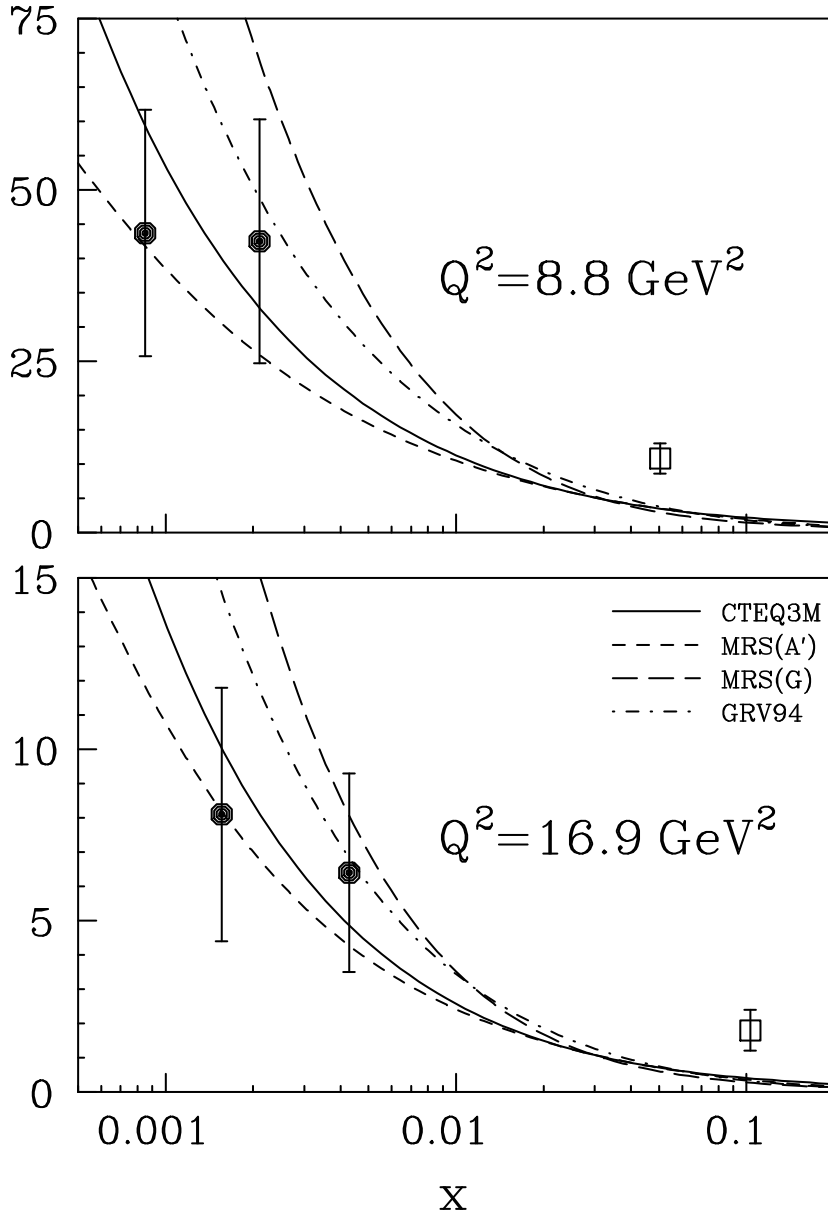 75
50
25
0
Q²=8.8 GeV²
15
10
5
0
CTEQ3M
MRS(A')
MRS(G)
GRV94
Q²=16.9 GeV²
0.001 0.01 0.1
x